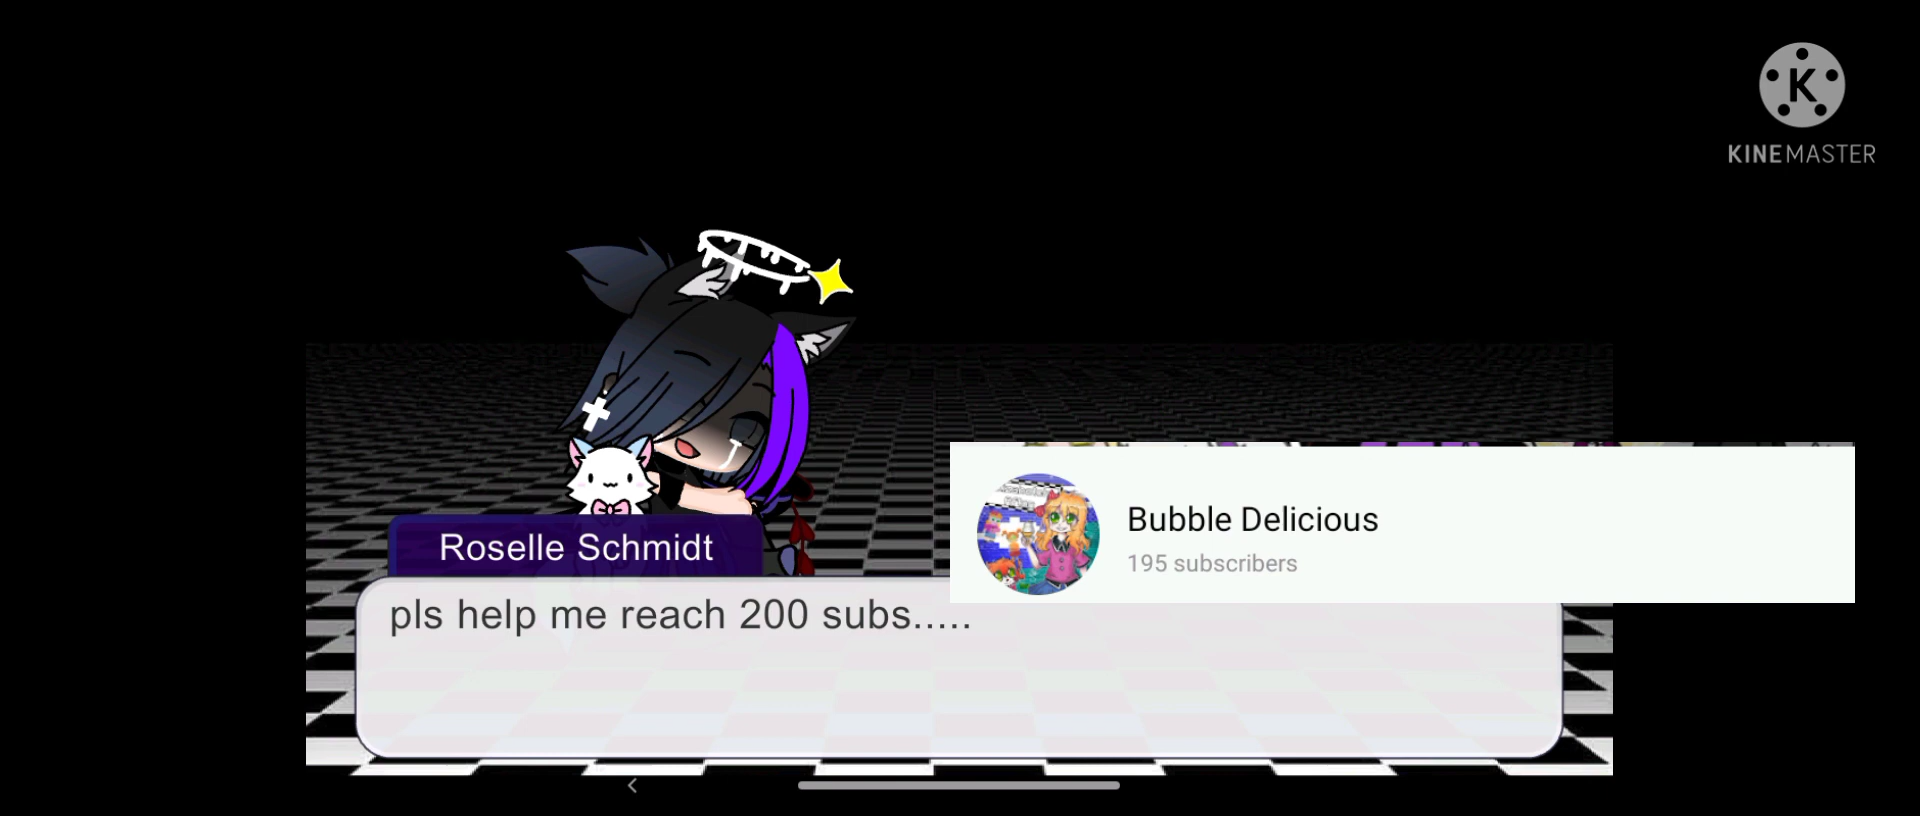 KINEMASTER
Bubble Delicious
195 subscribers
Roselle Schmidt
pls help me reach 200 subs.....